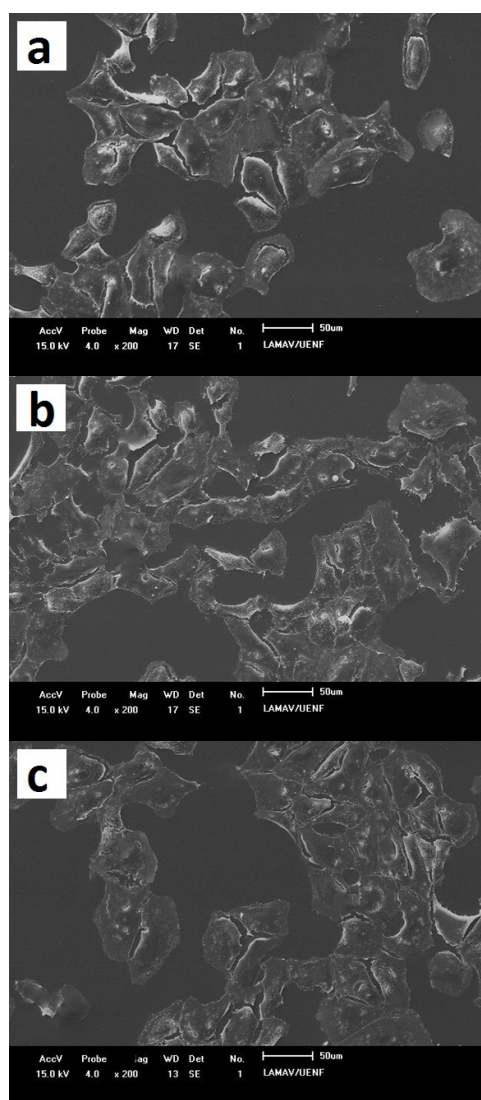 a
AccV Probe Mag WD Det No. 50um
15.0 kV 4.0 x 200 17 SE 1 LAMAV/UENF
b
AccV Probe Mag WD Det No. 50um
15.0 kV 4.0 x 200 17 SE 1 LAMAV/UENF
c
AccV Probe lag WD Det No. 50um
15.0 kV 4.0 x 200 13 SE 1 LAMAV/UENF